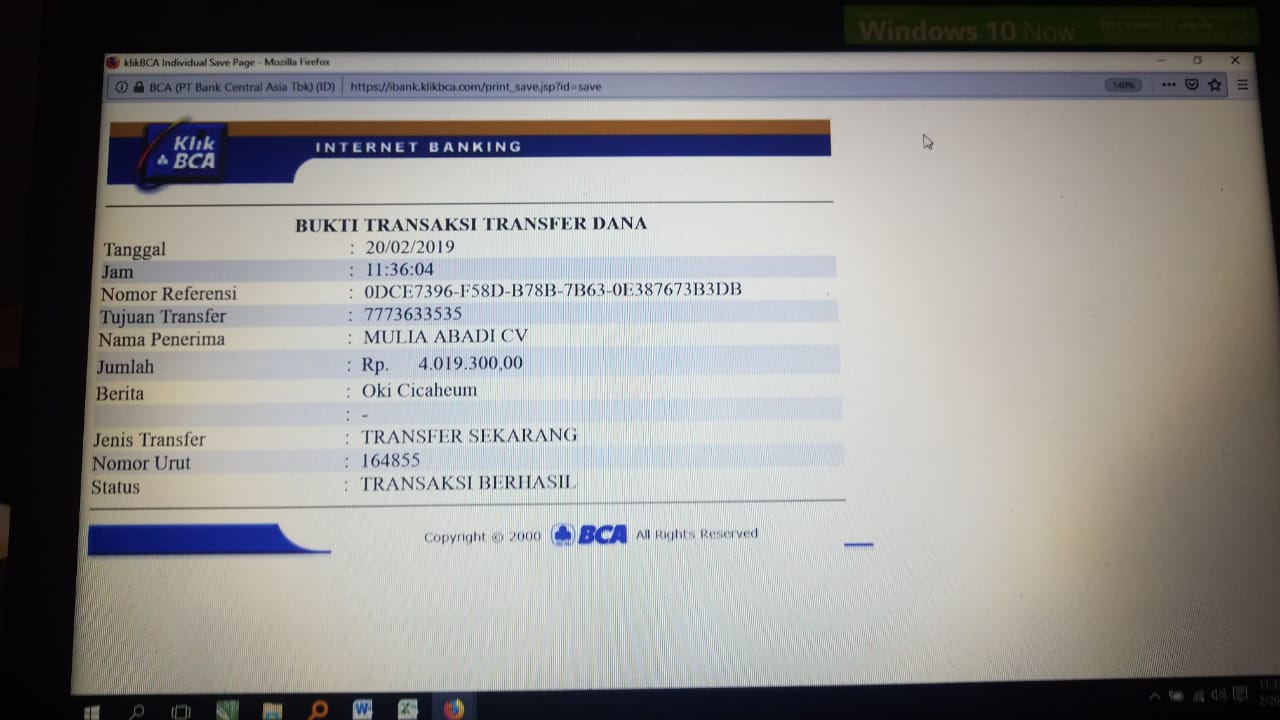 Windows 10 Now
klikBCA Individual Save Page - Mozilla Firefox
BCA (PT Bank Central Asia Tbk) (ID) https://ibank.klikbca.com/print_save.jsp?id=save 140%
Klik
BCA
INTERNET BANKING
BUKTI TRANSAKSI TRANSFER DANA
Tanggal : 20/02/2019
Jam : 11:36:04
Nomor Referensi : 0DCE7396-F58D-B78B-7B63-0E387673B3DB
Tujuan Transfer : 7773633535
Nama Penerima : MULIA ABADI CV
Jumlah : Rp. 4.019.300,00
Berita : Oki Cicaheum
: -
Jenis Transfer : TRANSFER SEKARANG
Nomor Urut : 164855
Status : TRANSAKSI BERHASIL
Copyright © 2000 BCA All Rights Reserved